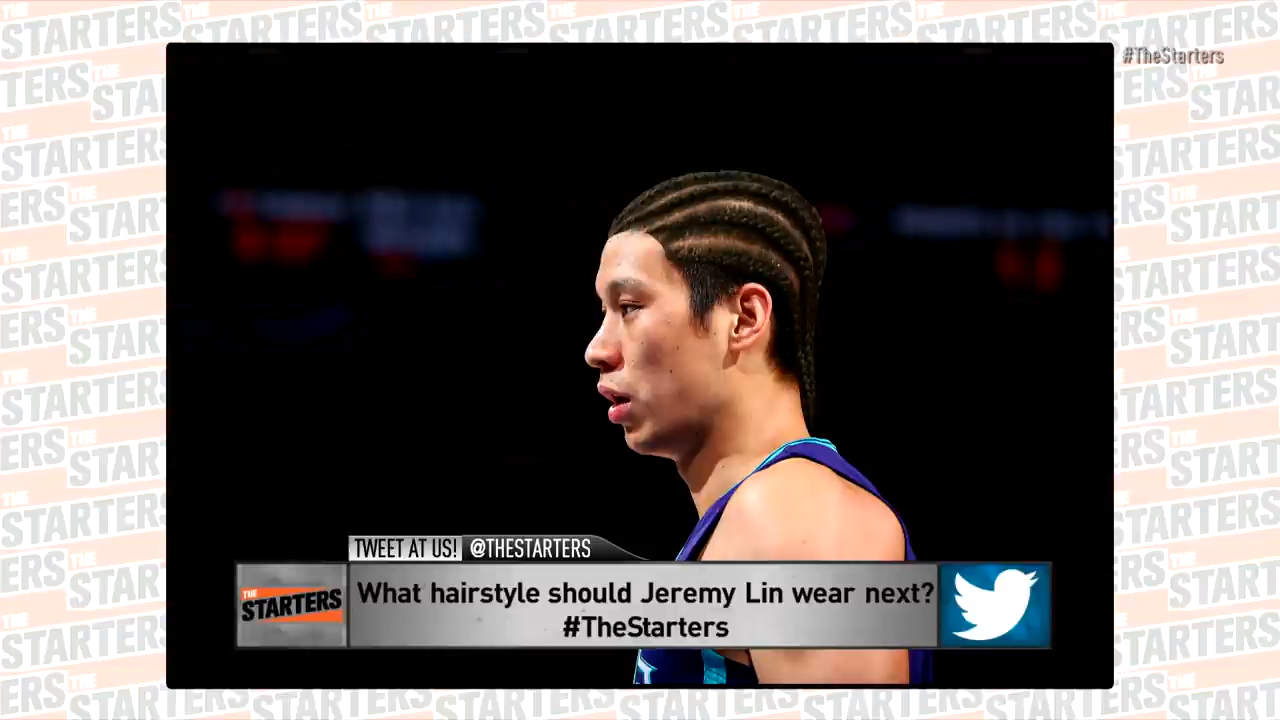 #TheStarters
TWEET AT US! @THESTARTERS
THE
STARTERS
What hairstyle should Jeremy Lin wear next?
#TheStarters